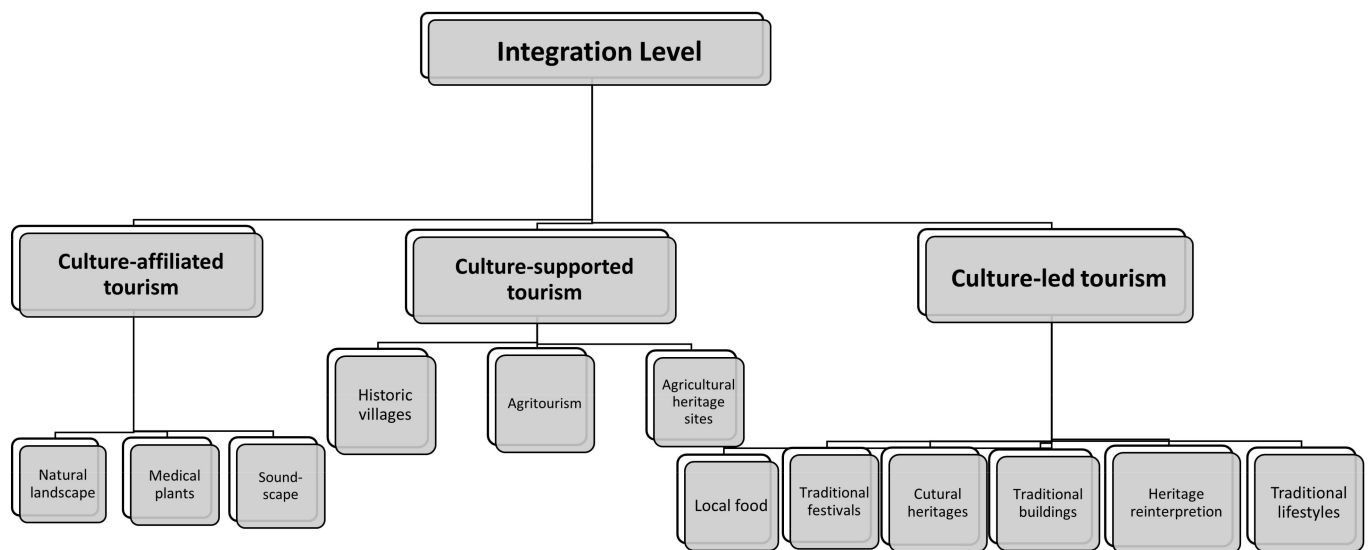 Integration Level
Culture-affiliated
tourism
Culture-supported
tourism
Culture-led tourism
Historic
villages
Agritourism
Agricultural
heritage
sites
Natural
landscape
Medical
plants
Sound-
scape
Local food
Traditional
festivals
Cutural
heritages
Traditional
buildings
Heritage
reinterpretion
Traditional
lifestyles